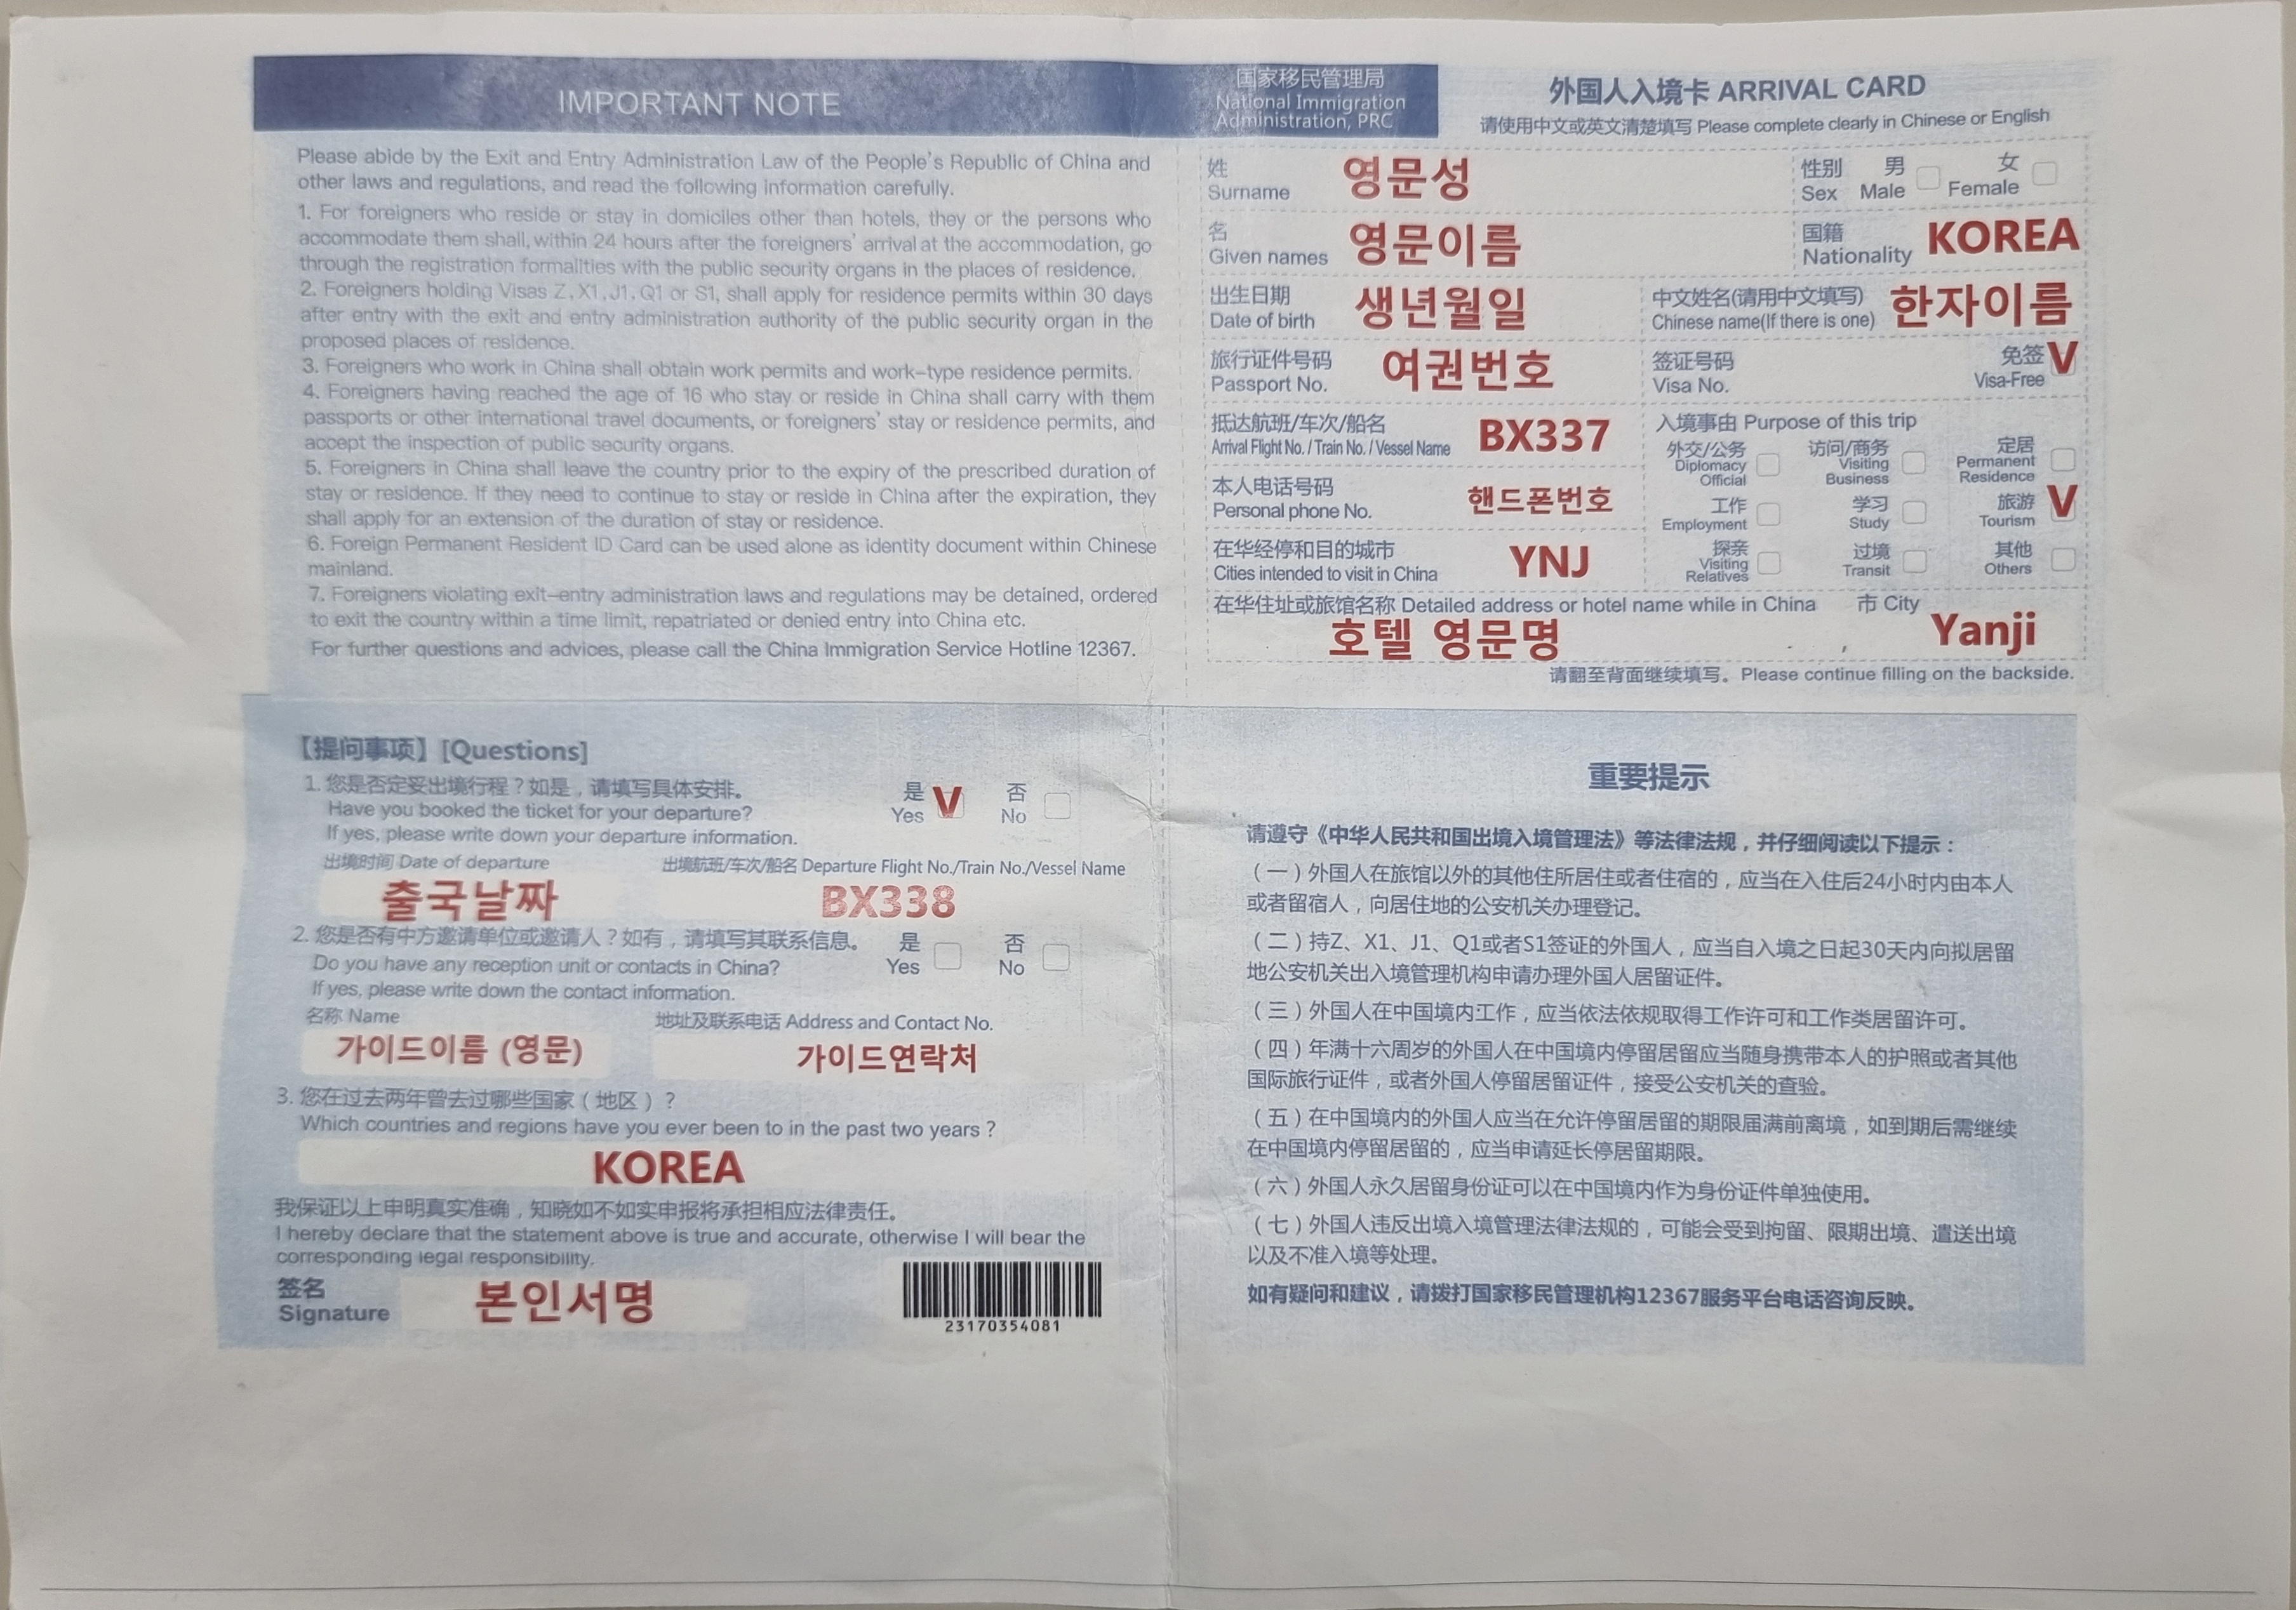 IMPORTANT NOTE
Please abide by the Exit and Entry Administration Law of the People's Republic of China and
other laws and regulations, and read the following information carefully.
1. For foreigners who reside or stay in domiciles other than hotels, they or the persons who
accommodate them shall, within 24 hours after the foreigners' arrival at the accommodation, go
through the registration formalities with the public security organs in the places of residence.
2. Foreigners holding Visas Z, X1, J1, Q1 or S1, shall apply for residence permits within 30 days
after entry with the exit and entry administration authority of the public security organ in the
proposed places of residence.
3. Foreigners who work in China shall obtain work permits and work-type residence permits.
4. Foreigners having reached the age of 16 who stay or reside in China shall carry with them
passports or other international travel documents, or foreigners' stay or residence permits, and
accept the inspection of public security organs.
5. Foreigners in China shall leave the country prior to the expiry of the prescribed duration of
stay or residence. If they need to continue to stay or reside in China after the expiration, they
shall apply for an extension of the duration of stay or residence.
6. Foreign Permanent Resident ID Card can be used alone as identity document within Chinese
mainland.
7. Foreigners violating exit-entry administration laws and regulations may be detained, ordered
to exit the country within a time limit, repatriated or denied entry into China etc.
For further questions and advices, please call the China Immigration Service Hotline 12367.
国家移民管理局
National Immigration
Administration, PRC
外国人入境卡 ARRIVAL CARD
请使用中文或英文清楚填写 Please complete clearly in Chinese or English
姓
Surname
영문성
性别 男 女
Sex Male Female
名
Given names
영문이름
国籍
Nationality
KOREA
出生日期
Date of birth
생년월일
中文姓名(请用中文填写)
Chinese name(If there is one)
한자이름
旅行证件号码
Passport No.
여권번호
签证号码
Visa No.
免签
Visa-Free
V
抵达航班/车次/船名
Arrival Flight No. / Train No. / Vessel Name
BX337
入境事由 Purpose of this trip
外交/公务
Diplomacy
Official
访问/商务
Visiting
Business
定居
Permanent
Residence
本人电话号码
Personal phone No.
핸드폰번호
工作
Employment
学习
Study
旅游
Tourism
V
在华经停和目的城市
Cities intended to visit in China
YNJ
探亲
Visiting
Relatives
过境
Transit
其他
Others
在华住址或旅馆名称 Detailed address or hotel name while in China 市 City
호텔 영문명
Yanji
请翻至背面继续填写。Please continue filling on the backside.
【提问事项】[Questions]
1. 您是否定妥出境行程？如是，请填写具体安排。
Have you booked the ticket for your departure?
If yes, please write down your departure information.
是
Yes
V
否
No
出境时间 Date of departure
出境航班/车次/船名 Departure Flight No./Train No./Vessel Name
출국날짜
BX338
2. 您是否有中方邀请单位或邀请人？如有，请填写其联系信息。
Do you have any reception unit or contacts in China?
If yes, please write down the contact information.
是
Yes
否
No
名称 Name
地址及联系电话 Address and Contact No.
가이드이름 (영문)
가이드연락처
3. 您在过去两年曾去过哪些国家（地区）？
Which countries and regions have you ever been to in the past two years ?
KOREA
我保证以上申明真实准确，知晓如不如实申报将承担相应法律责任。
I hereby declare that the statement above is true and accurate, otherwise I will bear the
corresponding legal responsibility.
签名
Signature
본인서명
23170354081
重要提示
请遵守《中华人民共和国出境入境管理法》等法律法规，并仔细阅读以下提示：
（一）外国人在旅馆以外的其他住所居住或者住宿的，应当在入住后24小时内由本人
或者留宿人，向居住地的公安机关办理登记。
（二）持Z、X1、J1、Q1或者S1签证的外国人，应当自入境之日起30天内向拟居留
地公安机关出入境管理机构申请办理外国人居留证件。
（三）外国人在中国境内工作，应当依法依规取得工作许可和工作类居留许可。
（四）年满十六周岁的外国人在中国境内停留居留应当随身携带本人的护照或者其他
国际旅行证件，或者外国人停留居留证件，接受公安机关的查验。
（五）在中国境内的外国人应当在允许停留居留的期限届满前离境，如到期后需继续
在中国境内停留居留的，应当申请延长停居留期限。
（六）外国人永久居留身份证可以在中国境内作为身份证件单独使用。
（七）外国人违反出境入境管理法律法规的，可能会受到拘留、限期出境、遣送出境
以及不准入境等处理。
如有疑问和建议，请拨打国家移民管理机构12367服务平台电话咨询反映。